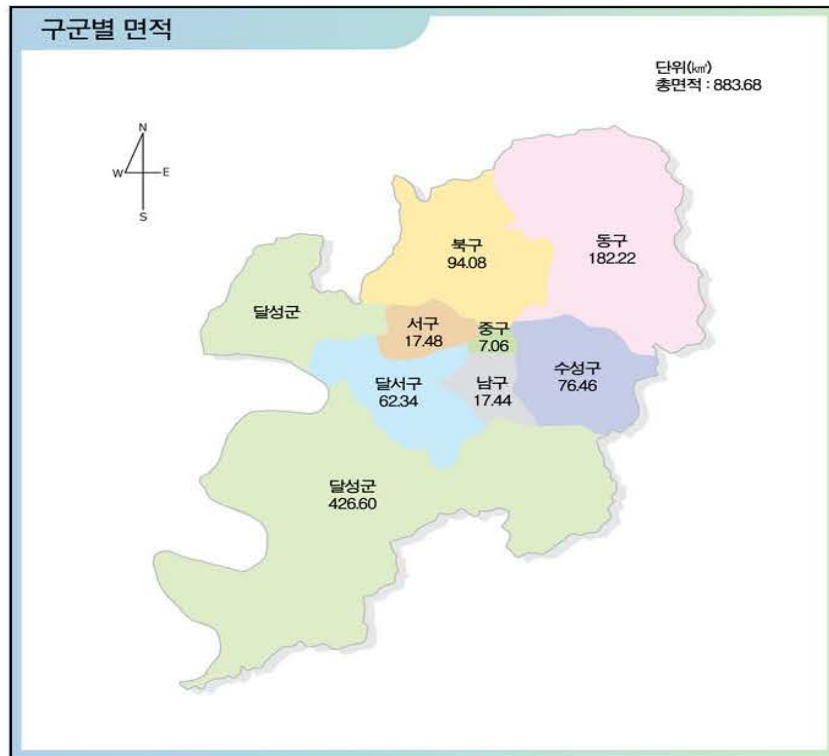 구군별 면적
단위(㎢)
총면적 : 883.68
N
W
E
S
북구
94.08
동구
182.22
달성군
서구
17.48
중구
7.06
수성구
76.46
달서구
62.34
남구
17.44
달성군
426.60